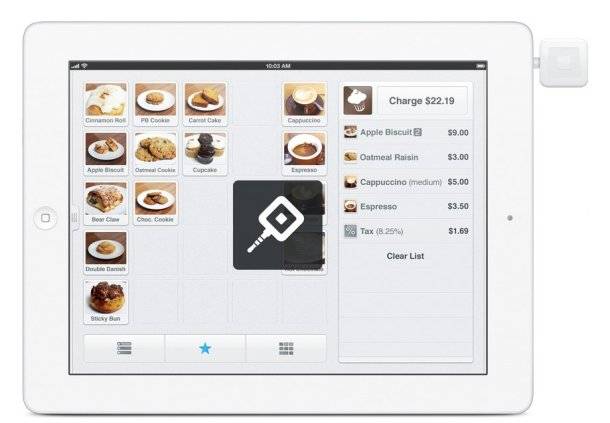 10:03 AM
Cinnamon Roll PB Cookie Carrot Cake Cappuccino
Apple Biscuit Oatmeal Cookie Cupcake Espresso
Bear Claw Choc. Cookie
Double Danish Hot Chocolate
Sticky Bun
Charge $22.19
Apple Biscuit 2 $9.00
Oatmeal Raisin $3.00
Cappuccino (medium) $5.00
Espresso $3.50
% Tax (8.25%) $1.69
Clear List